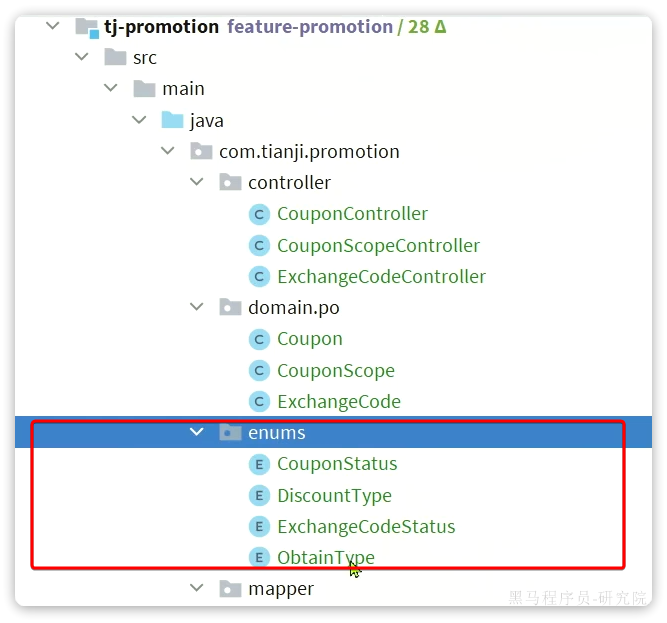 tj-promotion feature-promotion / 28 Δ
src
main
java
com.tianji.promotion
controller
C CouponController
C CouponScopeController
C ExchangeCodeController
domain.po
C Coupon
C CouponScope
C ExchangeCode
enums
E CouponStatus
E DiscountType
E ExchangeCodeStatus
E ObtainType
mapper
黑马程序员-研究院